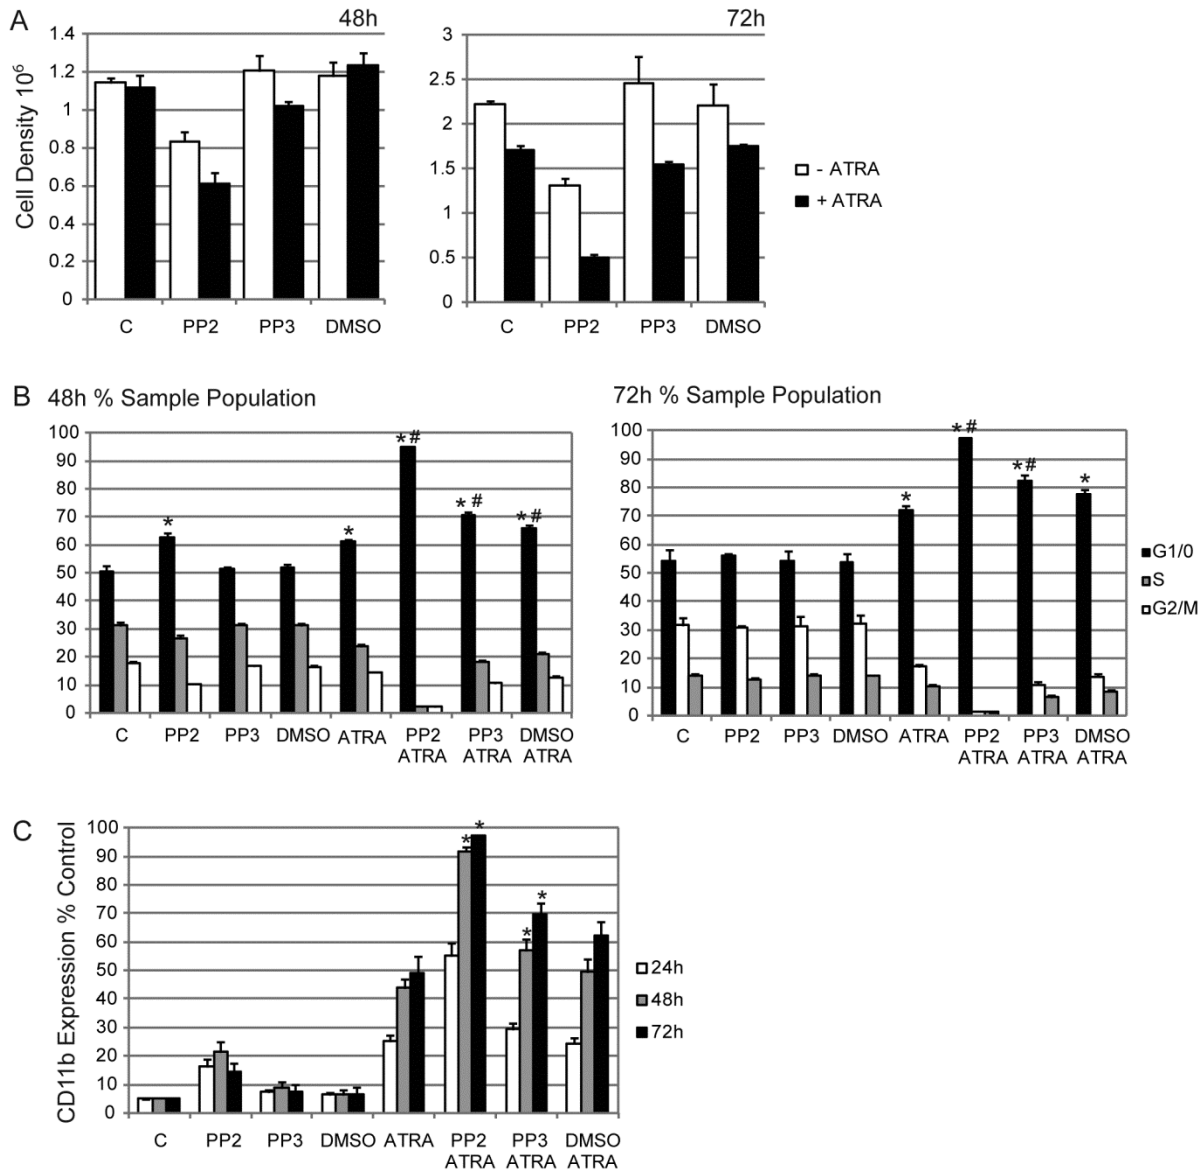 A
48h
1.4
1.2
1
0.8
0.6
0.4
0.2
0
Cell Density 10⁶
C PP2 PP3 DMSO
72h
3
2.5
2
1.5
1
0.5
0
C PP2 PP3 DMSO
- ATRA
+ ATRA
B 48h % Sample Population
100
90
80
70
60
50
40
30
20
10
0
* * *# *# *#
C PP2 PP3 DMSO ATRA PP2 ATRA PP3 ATRA DMSO ATRA
72h % Sample Population
100
90
80
70
60
50
40
30
20
10
0
* *# *# *
C PP2 PP3 DMSO ATRA PP2 ATRA PP3 ATRA DMSO ATRA
G1/0
S
G2/M
C
CD11b Expression % Control
100
90
80
70
60
50
40
30
20
10
0
* * * *
C PP2 PP3 DMSO ATRA PP2 ATRA PP3 ATRA DMSO ATRA
24h
48h
72h